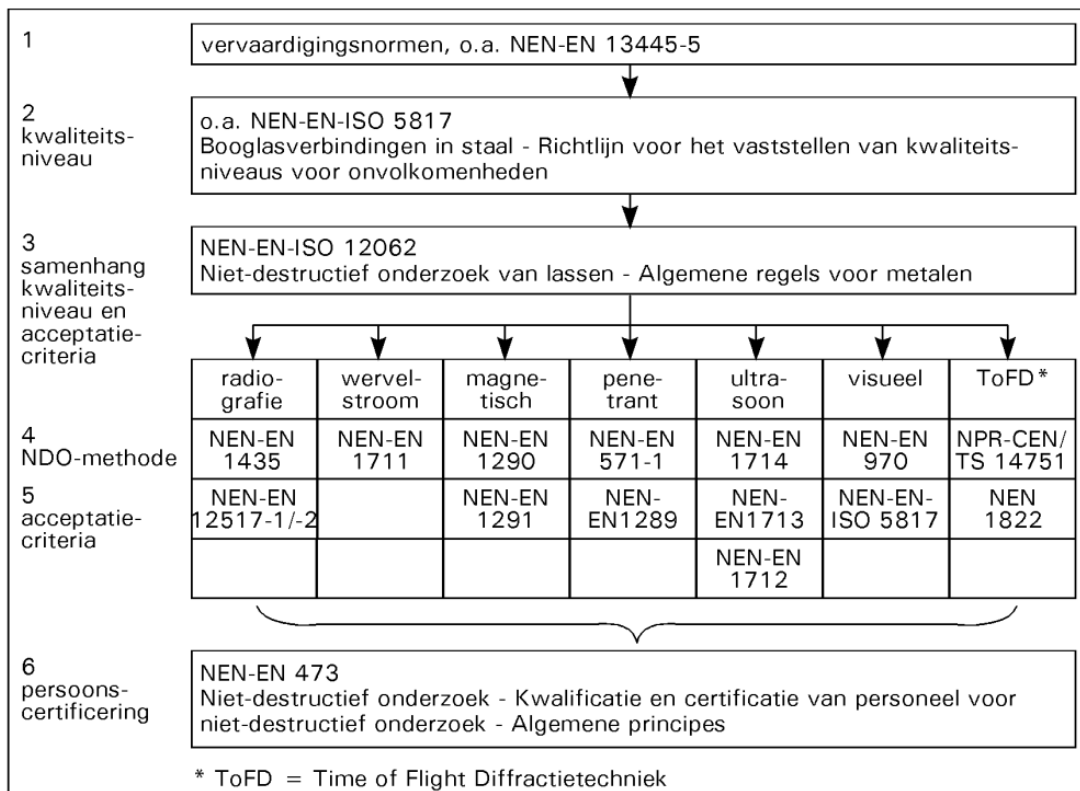 1
vervaardigingsnormen, o.a. NEN-EN 13445-5
2
kwaliteits-
niveau
o.a. NEN-EN-ISO 5817
Booglasverbindingen in staal - Richtlijn voor het vaststellen van kwaliteits-
niveaus voor onvolkomenheden
3
samenhang
kwaliteits-
niveau en
acceptatie-
criteria
NEN-EN-ISO 12062
Niet-destructief onderzoek van lassen - Algemene regels voor metalen
radio-
grafie
wervel-
stroom
magne-
tisch
pene-
trant
ultra-
soon
visueel
ToFD*
4
NDO-methode
NEN-EN
1435
NEN-EN
1711
NEN-EN
1290
NEN-EN
571-1
NEN-EN
1714
NEN-EN
970
NPR-CEN/
TS 14751
5
acceptatie-
criteria
NEN-EN
12517-1/-2
NEN-EN
1291
NEN-
EN1289
NEN-
EN1713
NEN-EN-
ISO 5817
NEN
1822
NEN-EN
1712
6
persoons-
certificering
NEN-EN 473
Niet-destructief onderzoek - Kwalificatie en certificatie van personeel voor
niet-destructief onderzoek - Algemene principes
* ToFD = Time of Flight Diffractietechniek